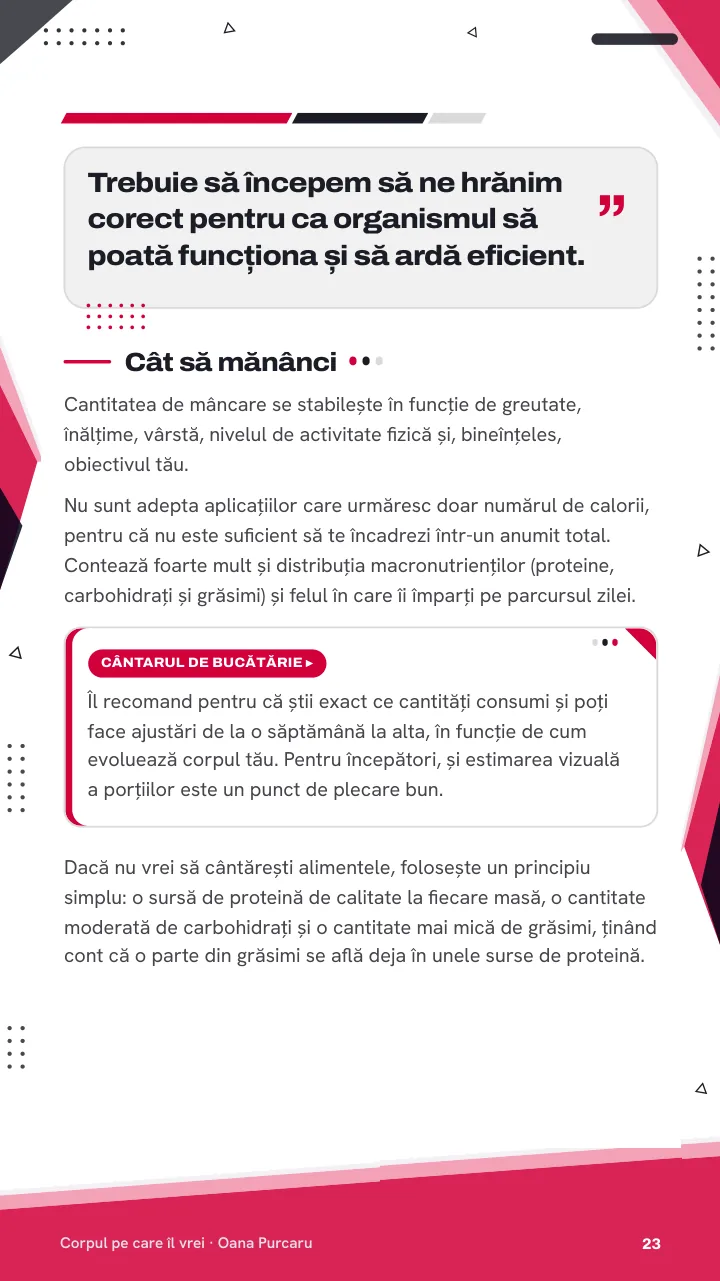 Trebuie să începem să ne hrănim
corect pentru ca organismul să
poată funcționa și să ardă eficient.
”
Cât să mănânci
Cantitatea de mâncare se stabilește în funcție de greutate,
înălțime, vârstă, nivelul de activitate fizică și, bineînțeles,
obiectivul tău.
Nu sunt adepta aplicațiilor care urmăresc doar numărul de calorii,
pentru că nu este suficient să te încadrezi într-un anumit total.
Contează foarte mult și distribuția macronutrienților (proteine,
carbohidrați și grăsimi) și felul în care îi împarți pe parcursul zilei.
CÂNTARUL DE BUCĂTĂRIE ▸
Îl recomand pentru că știi exact ce cantități consumi și poți
face ajustări de la o săptămână la alta, în funcție de cum
evoluează corpul tău. Pentru începători, și estimarea vizuală
a porțiilor este un punct de plecare bun.
Dacă nu vrei să cântărești alimentele, folosește un principiu
simplu: o sursă de proteină de calitate la fiecare masă, o cantitate
moderată de carbohidrați și o cantitate mai mică de grăsimi, ținând
cont că o parte din grăsimi se află deja în unele surse de proteină.
Corpul pe care îl vrei · Oana Purcaru
23